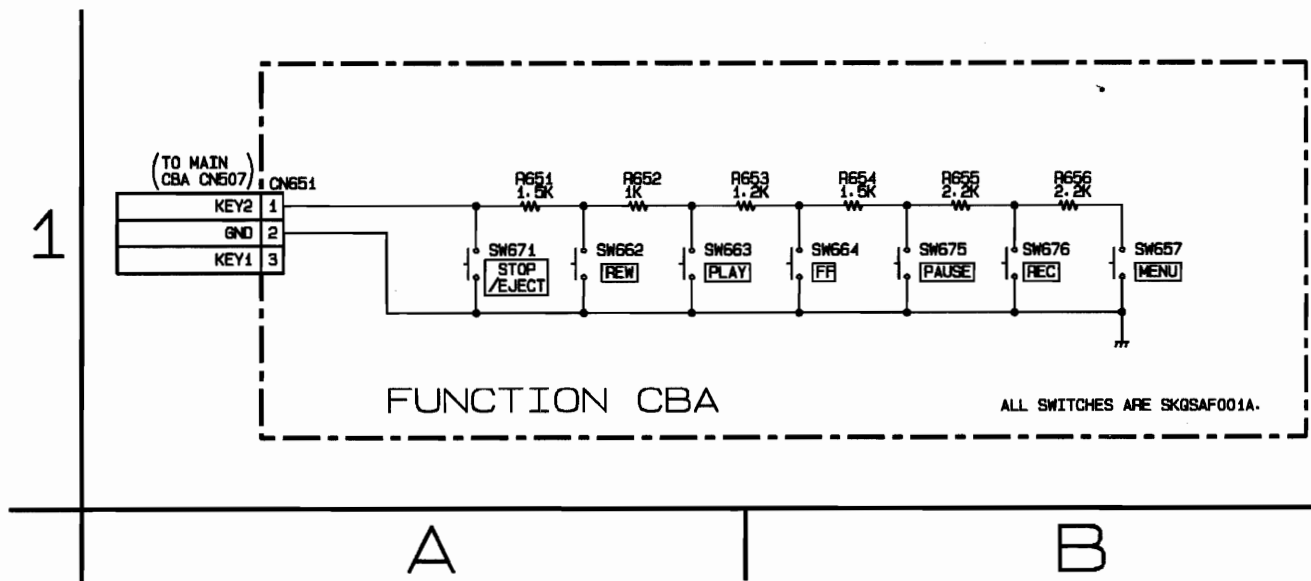 (TO MAIN
CBA CN507)
CN651
KEY2 1
GND 2
KEY1 3
R651
1.5K
R652
1K
R653
1.2K
R654
1.5K
R655
2.2K
R656
2.2K
SW671
STOP
/EJECT
SW662
REW
SW663
PLAY
SW664
FF
SW675
PAUSE
SW676
REC
SW657
MENU
1
FUNCTION CBA
ALL SWITCHES ARE SKQSAF001A.
A
B